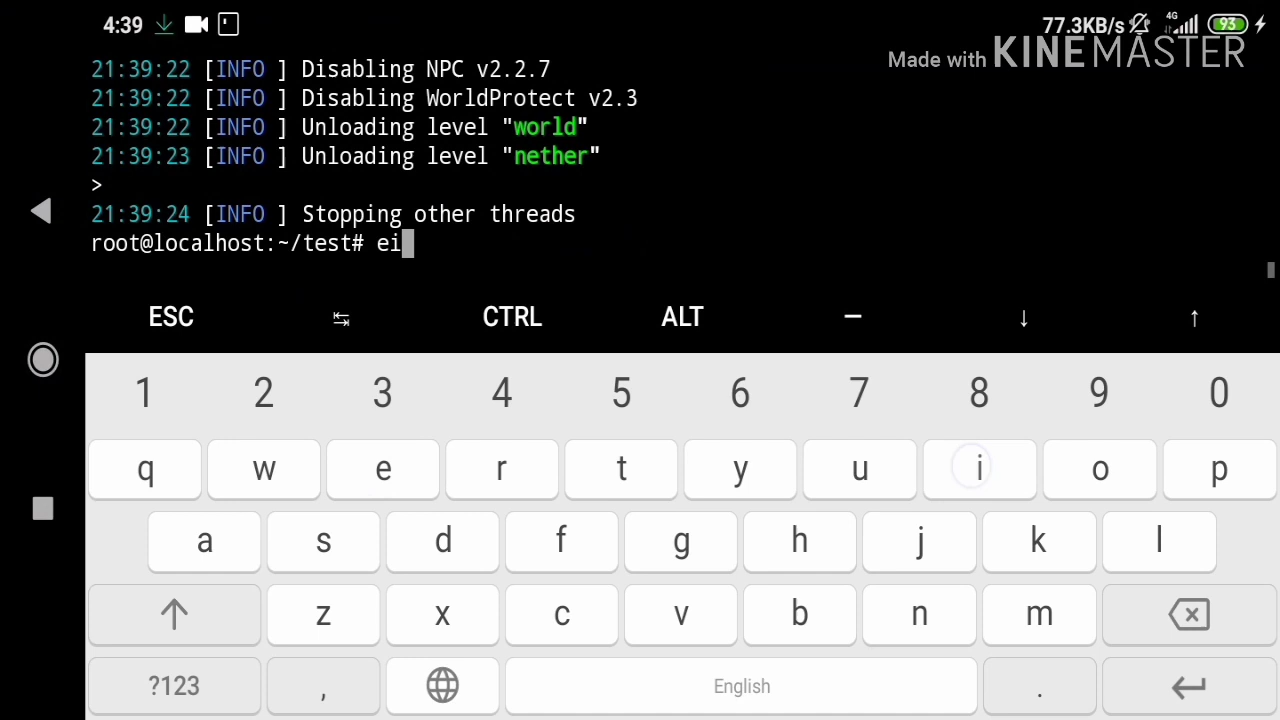 4:39
77.3KB/s 4G 93
Made with KINEMASTER
21:39:22 [INFO ] Disabling NPC v2.2.7
21:39:22 [INFO ] Disabling WorldProtect v2.3
21:39:22 [INFO ] Unloading level "world"
21:39:23 [INFO ] Unloading level "nether"
>
21:39:24 [INFO ] Stopping other threads
root@localhost:~/test# ei
ESC ↹ CTRL ALT – ↓ ↑
1 2 3 4 5 6 7 8 9 0
q w e r t y u i o p
a s d f g h j k l
z x c v b n m
?123 , English .